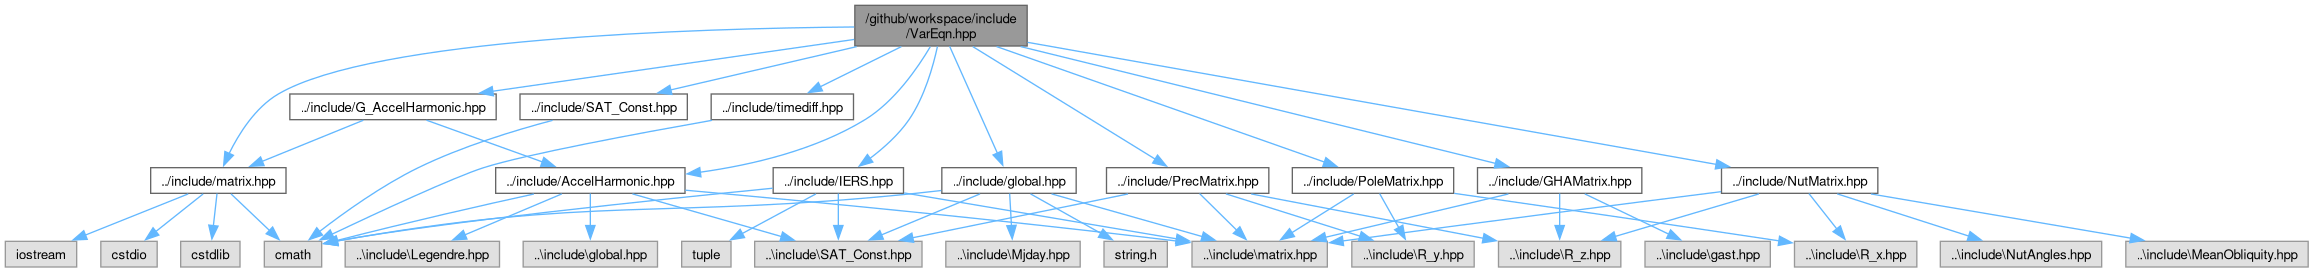 /github/workspace/include
/VarEqn.hpp
../include/G_AccelHarmonic.hpp
../include/SAT_Const.hpp
../include/timediff.hpp
../include/matrix.hpp
../include/AccelHarmonic.hpp
../include/IERS.hpp
../include/global.hpp
../include/PrecMatrix.hpp
../include/PoleMatrix.hpp
../include/GHAMatrix.hpp
../include/NutMatrix.hpp
iostream
cstdio
cstdlib
cmath
..\include\Legendre.hpp
..\include\global.hpp
tuple
..\include\SAT_Const.hpp
..\include\Mjday.hpp
string.h
..\include\matrix.hpp
..\include\R_y.hpp
..\include\R_z.hpp
..\include\gast.hpp
..\include\R_x.hpp
..\include\NutAngles.hpp
..\include\MeanObliquity.hpp